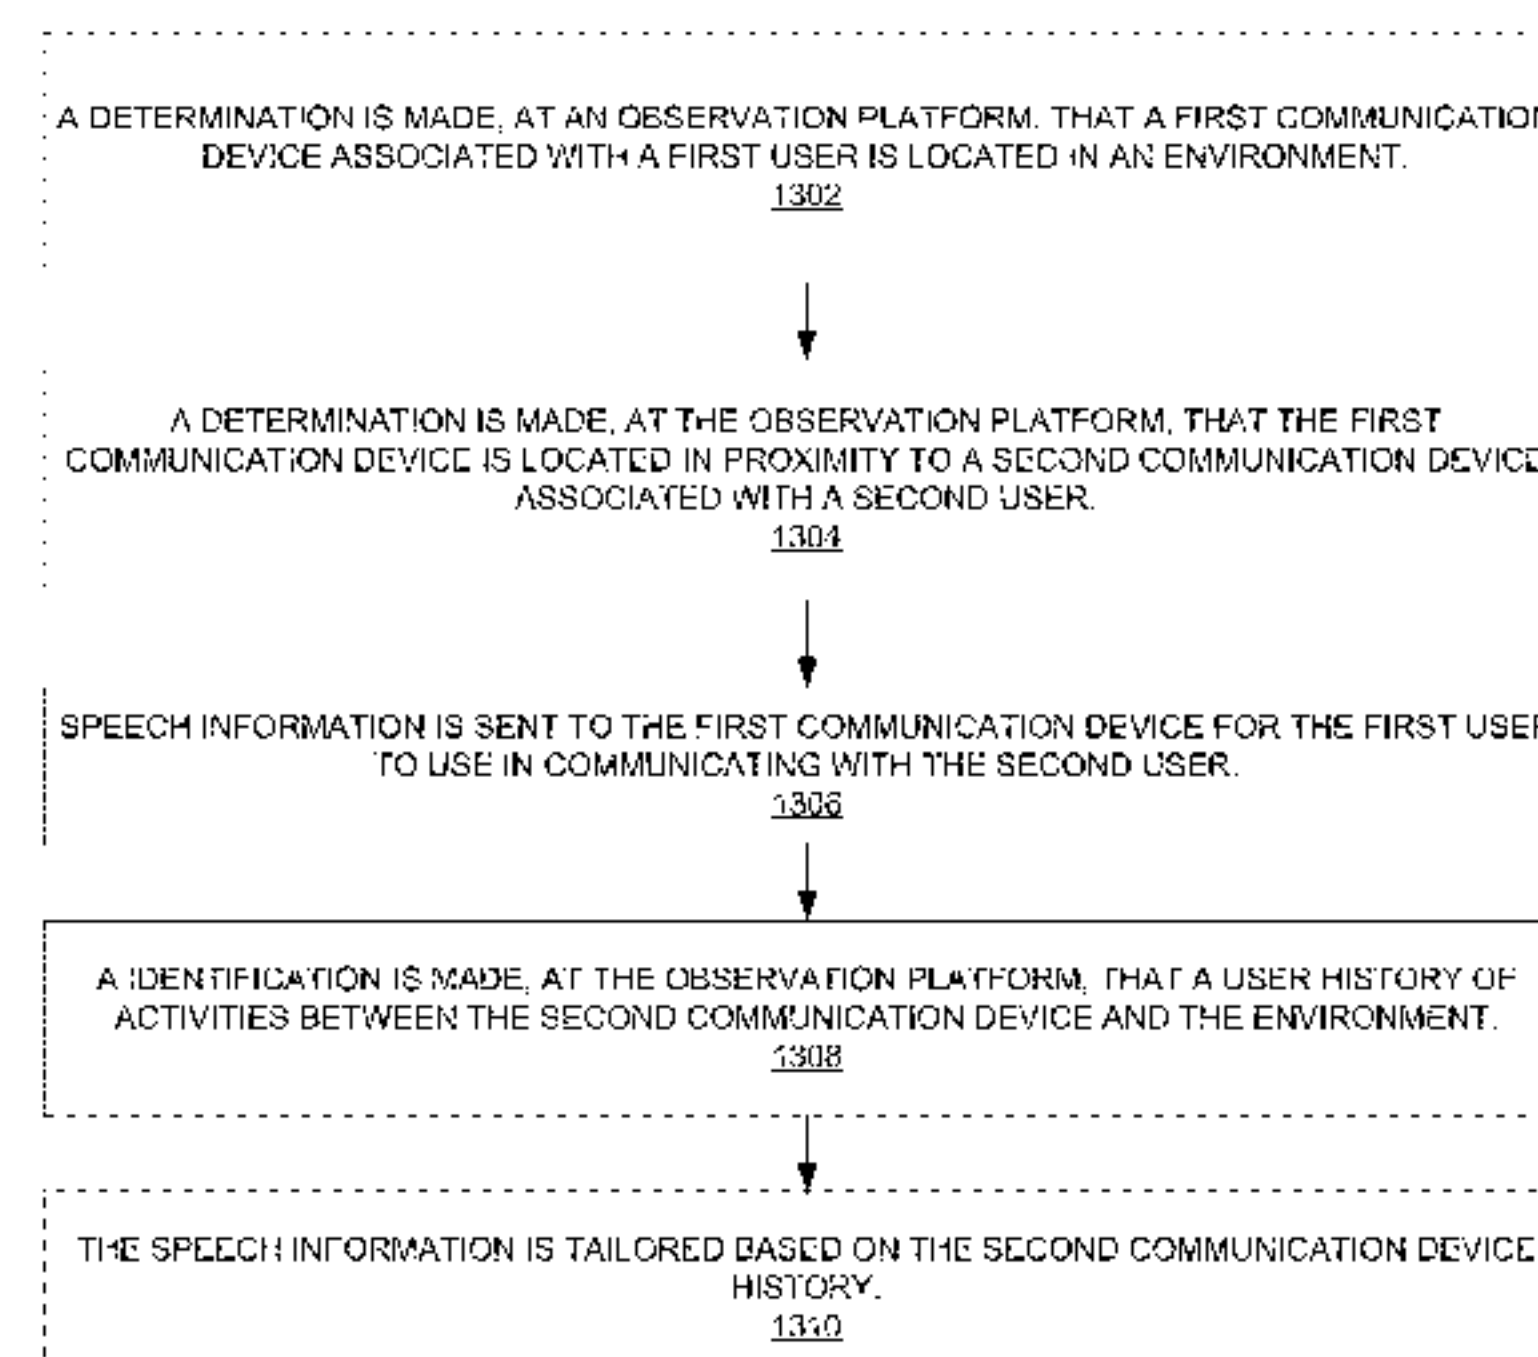 A DETERMINATION IS MADE, AT AN OBSERVATION PLATFORM, THAT A FIRST COMMUNICATION
DEVICE ASSOCIATED WITH A FIRST USER IS LOCATED IN AN ENVIRONMENT.
1302
A DETERMINATION IS MADE, AT THE OBSERVATION PLATFORM, THAT THE FIRST
COMMUNICATION DEVICE IS LOCATED IN PROXIMITY TO A SECOND COMMUNICATION DEVICE
ASSOCIATED WITH A SECOND USER.
1304
SPEECH INFORMATION IS SENT TO THE FIRST COMMUNICATION DEVICE FOR THE FIRST USER
TO USE IN COMMUNICATING WITH THE SECOND USER.
1306
A IDENTIFICATION IS MADE, AT THE OBSERVATION PLATFORM, THAT A USER HISTORY OF
ACTIVITIES BETWEEN THE SECOND COMMUNICATION DEVICE AND THE ENVIRONMENT.
1308
THE SPEECH INFORMATION IS TAILORED BASED ON THE SECOND COMMUNICATION DEVICE
HISTORY.
1310